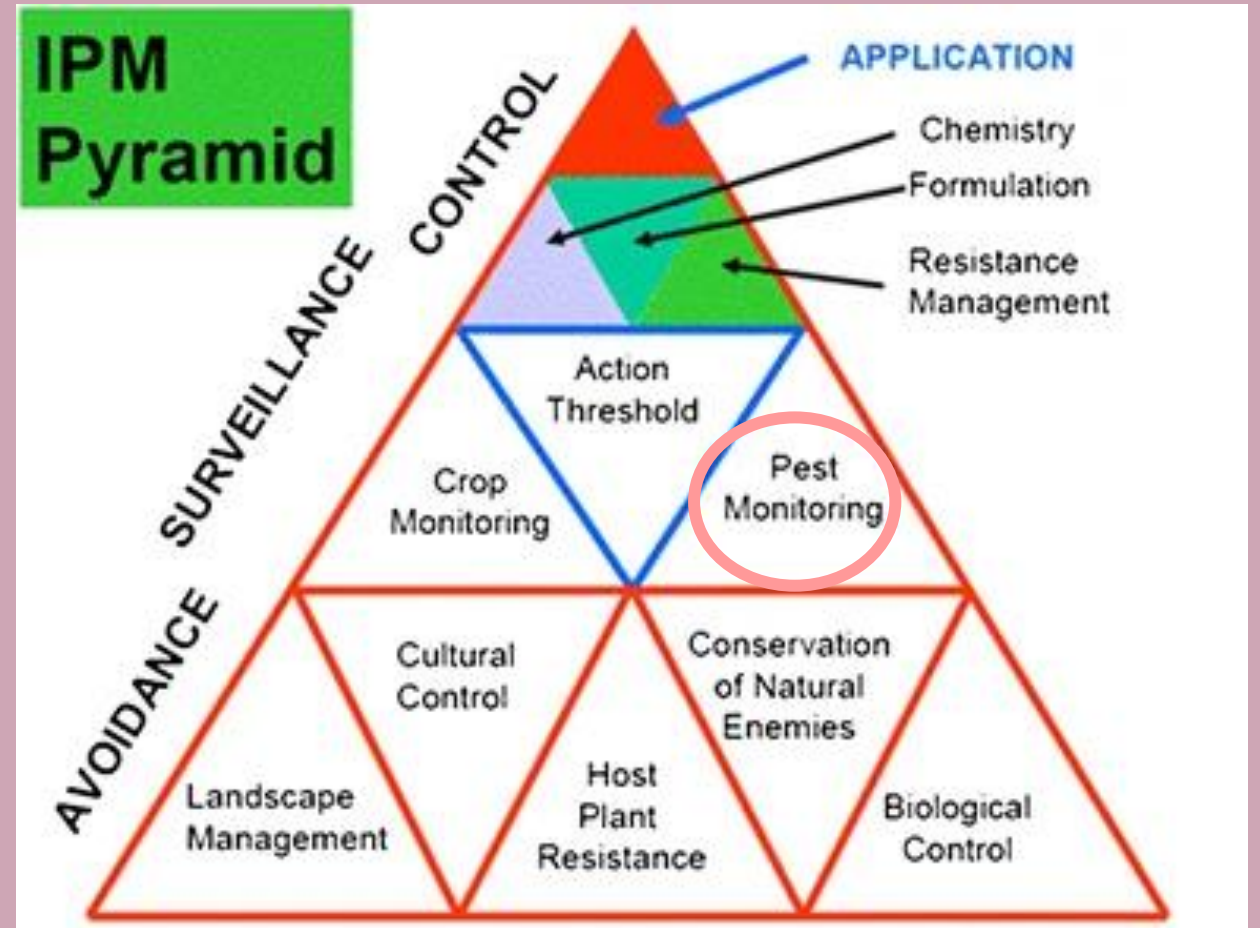 IPM
Pyramid
CONTROL
SURVEILLANCE
AVOIDANCE
APPLICATION
Chemistry
Formulation
Resistance
Management
Action
Threshold
Crop
Monitoring
Pest
Monitoring
Cultural
Control
Conservation
of Natural
Enemies
Landscape
Management
Host
Plant
Resistance
Biological
Control